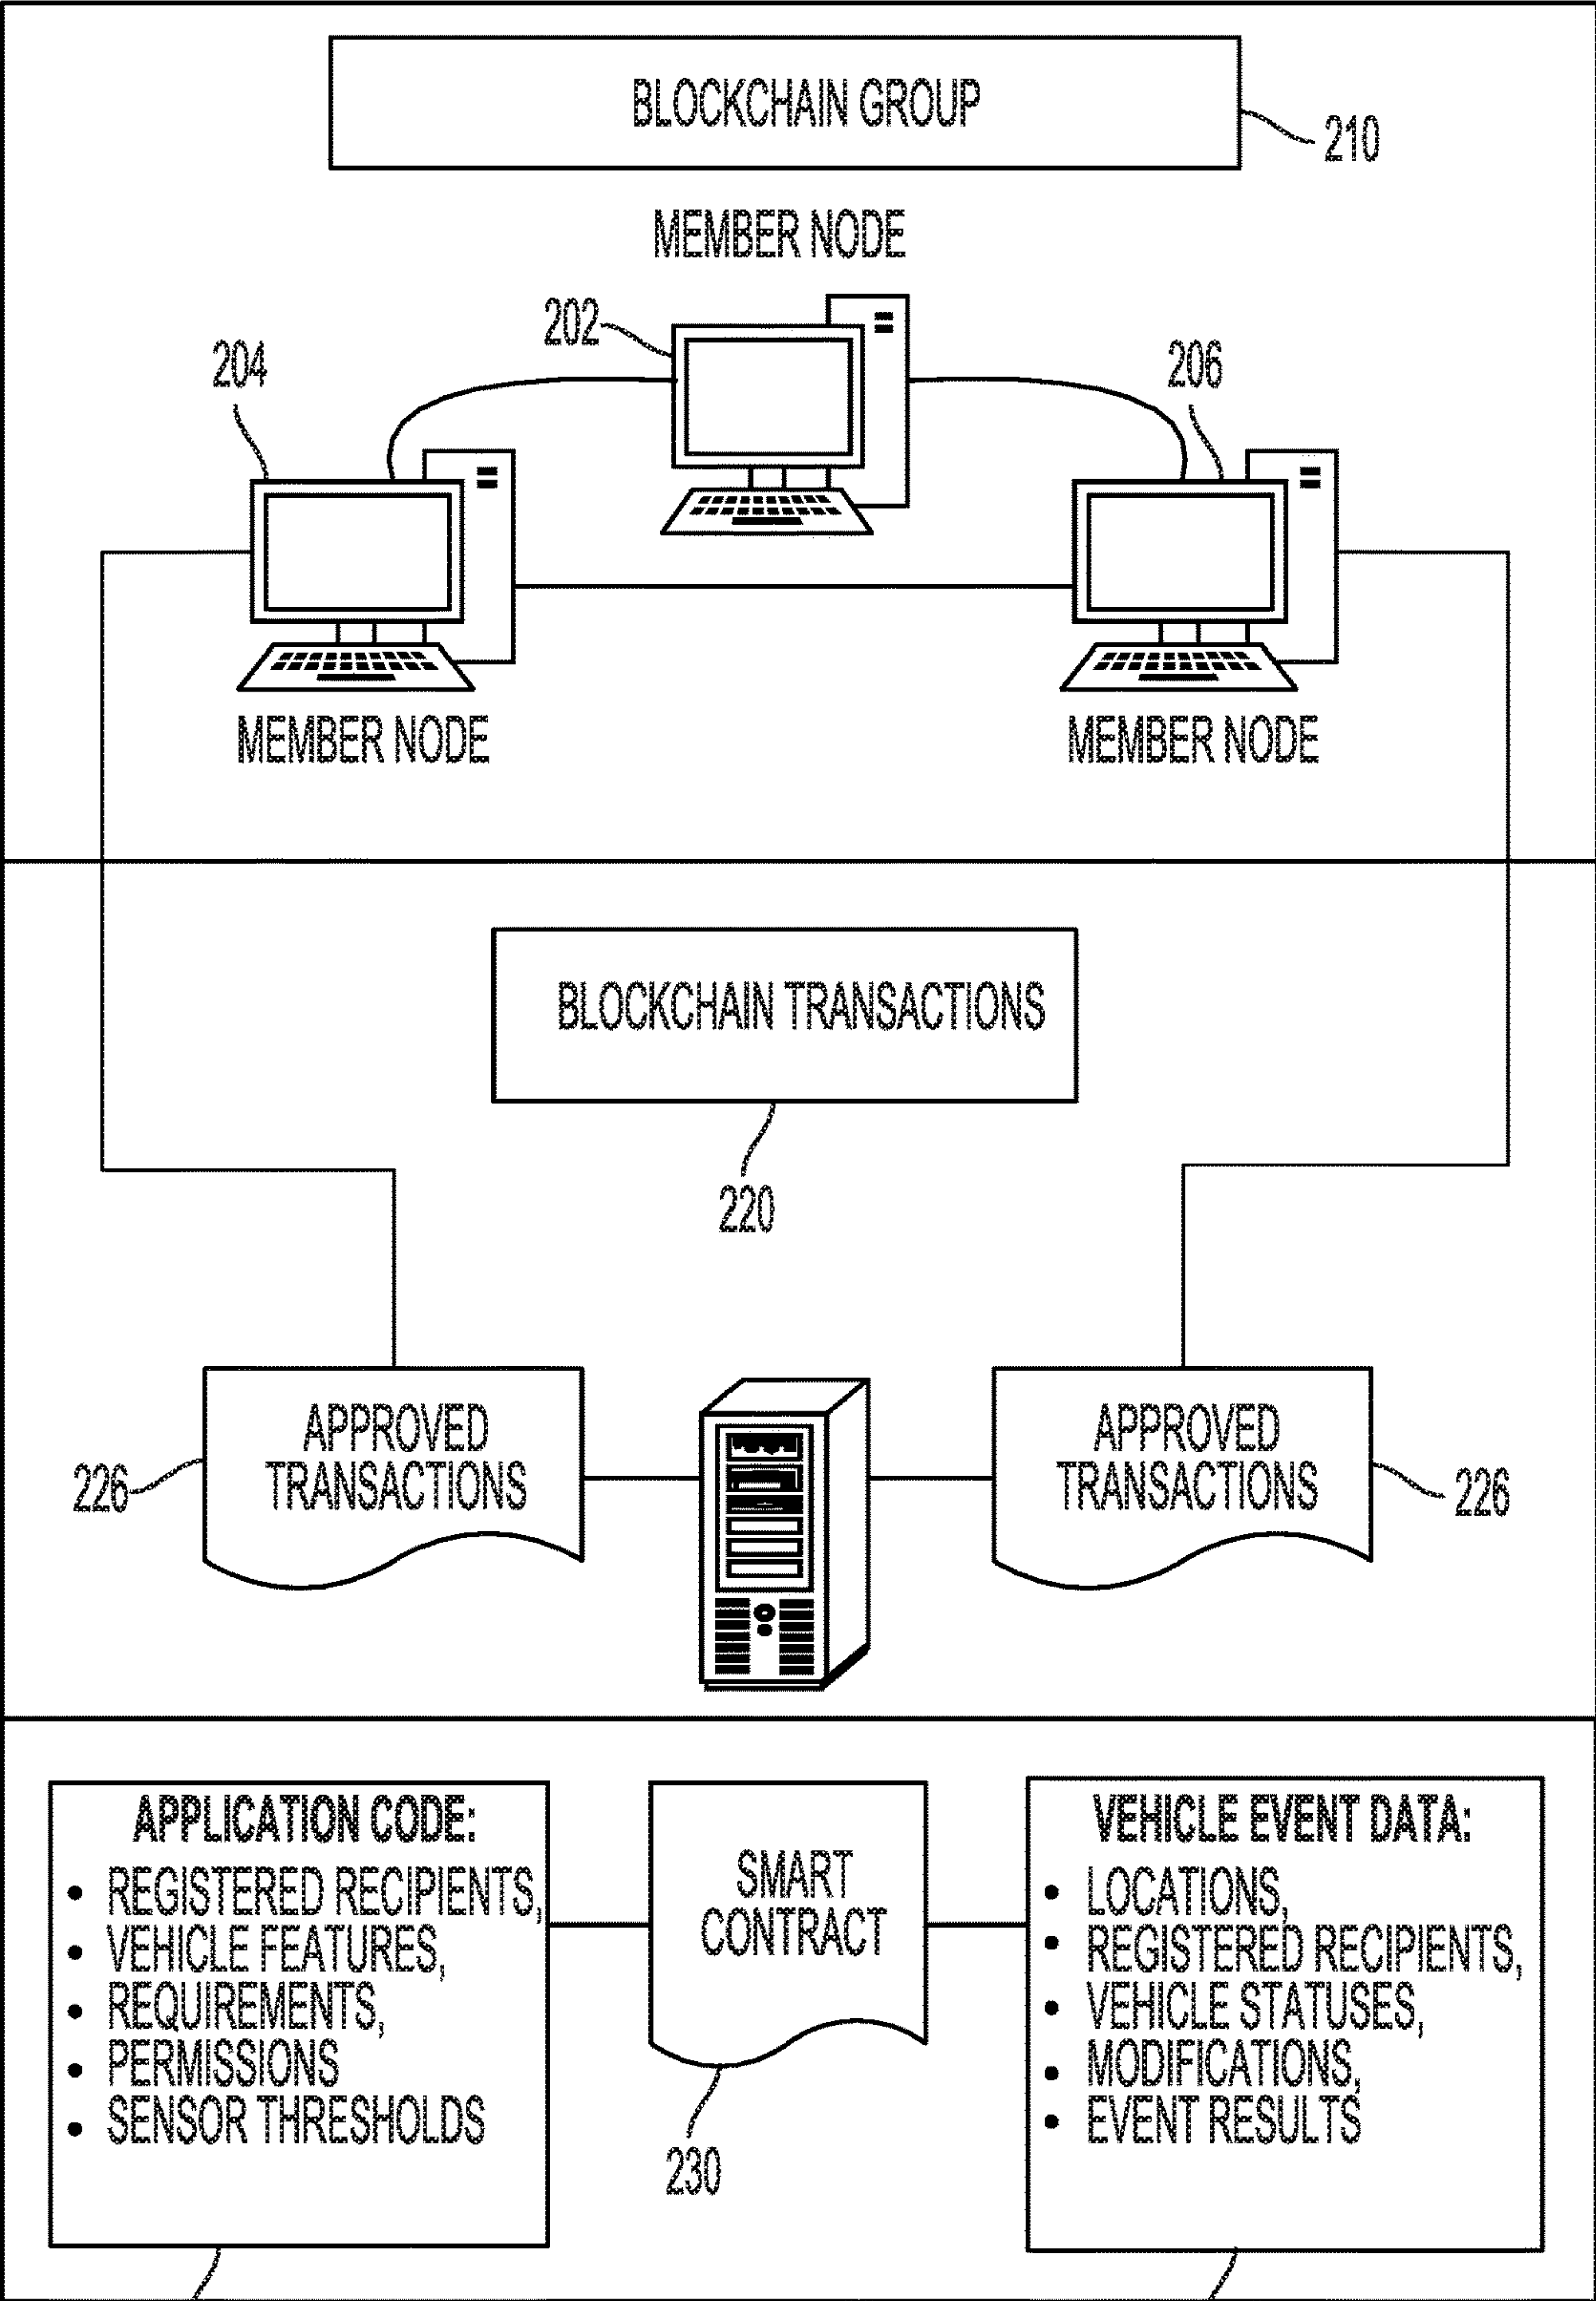 BLOCKCHAIN GROUP
210
MEMBER NODE
202
204
206
MEMBER NODE
MEMBER NODE
BLOCKCHAIN TRANSACTIONS
220
APPROVED
TRANSACTIONS
226
APPROVED
TRANSACTIONS
226
APPLICATION CODE:
• REGISTERED RECIPIENTS,
• VEHICLE FEATURES,
• REQUIREMENTS,
• PERMISSIONS
• SENSOR THRESHOLDS
SMART
CONTRACT
230
VEHICLE EVENT DATA:
• LOCATIONS,
• REGISTERED RECIPIENTS,
• VEHICLE STATUSES,
• MODIFICATIONS,
• EVENT RESULTS